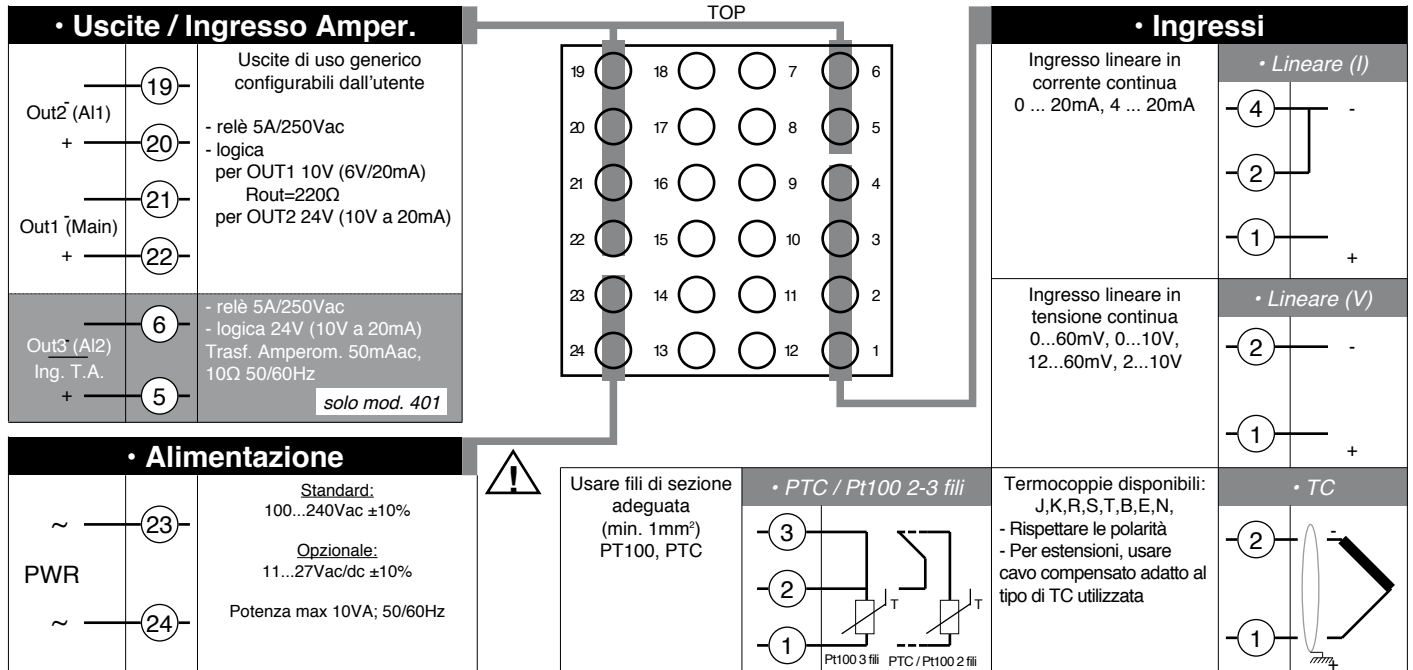 TOP
• Uscite / Ingresso Amper.
Uscite di uso generico
configurabili dall'utente
- relè 5A/250Vac
- logica
per OUT1 10V (6V/20mA)
Rout=220Ω
per OUT2 24V (10V a 20mA)
19
-
Out2 (Al1)
+
20
21
-
Out1 (Main)
+
22
6
-
Out3 (Al2)
Ing. T.A.
+
5
- relè 5A/250Vac
- logica 24V (10V a 20mA)
Trasf. Amperom. 50mAac,
10Ω 50/60Hz
solo mod. 401
19 18 7 6
20 17 8 5
21 16 9 4
22 15 10 3
23 14 11 2
24 13 12 1
• Ingressi
Ingresso lineare in
corrente continua
0 ... 20mA, 4 ... 20mA
• Lineare (I)
4 -
2
1
+
Ingresso lineare in
tensione continua
0...60mV, 0...10V,
12...60mV, 2...10V
• Lineare (V)
2 -
1
+
• Alimentazione
~ 23
PWR
~ 24
Standard:
100...240Vac ±10%
Opzionale:
11...27Vac/dc ±10%
Potenza max 10VA; 50/60Hz
!
Usare fili di sezione
adeguata
(min. 1mm²)
PT100, PTC
• PTC / Pt100 2-3 fili
3
2
T T
1
Pt100 3 fili PTC / Pt100 2 fili
Termocoppie disponibili:
J,K,R,S,T,B,E,N,
- Rispettare le polarità
- Per estensioni, usare
cavo compensato adatto al
tipo di TC utilizzata
• TC
2 -
1
+